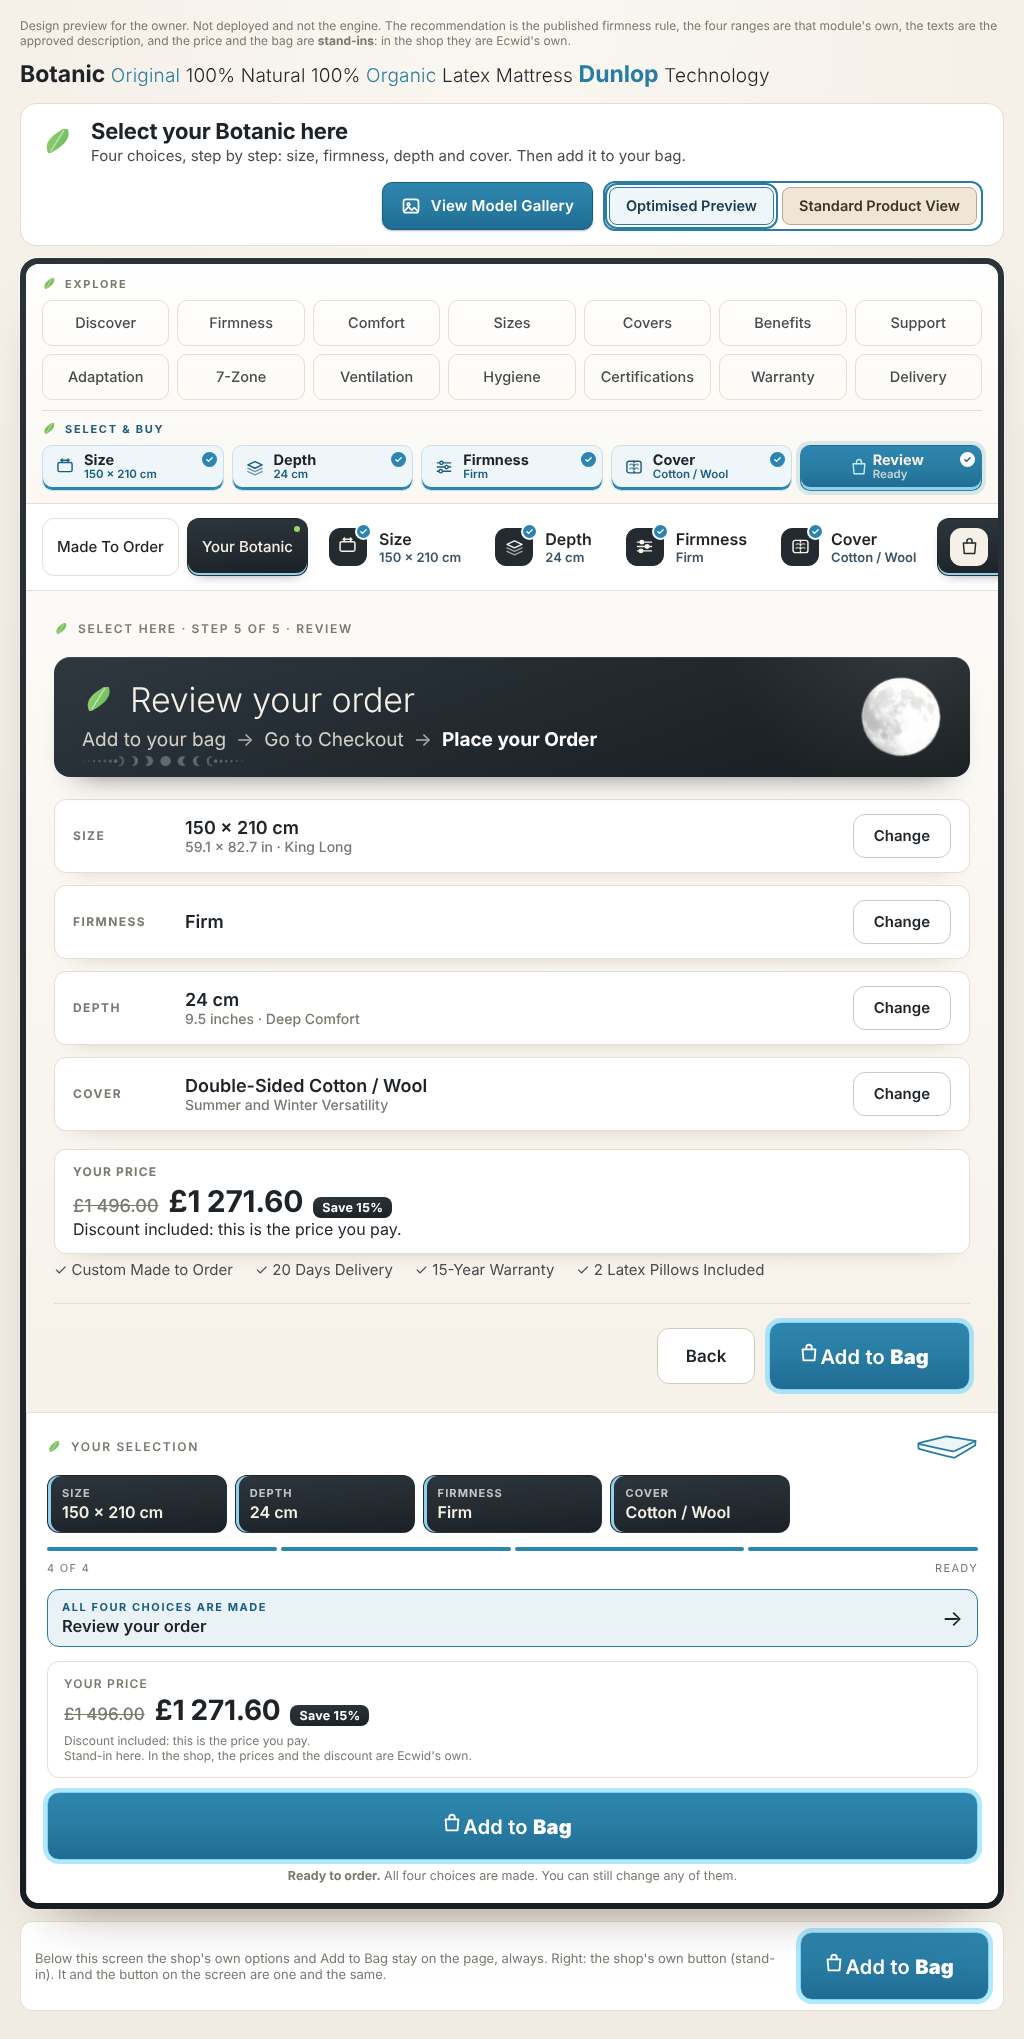 Design preview for the owner. Not deployed and not the engine. The recommendation is the published firmness rule, the four ranges are that module's own, the texts are the
approved description, and the price and the bag are stand-ins: in the shop they are Ecwid's own.
Botanic Original 100% Natural 100% Organic Latex Mattress Dunlop Technology
Select your Botanic here
Four choices, step by step: size, firmness, depth and cover. Then add it to your bag.
View Model Gallery
Optimised Preview
Standard Product View
EXPLORE
Discover
Firmness
Comfort
Sizes
Covers
Benefits
Support
Adaptation
7-Zone
Ventilation
Hygiene
Certifications
Warranty
Delivery
SELECT & BUY
Size
150 × 210 cm
Depth
24 cm
Firmness
Firm
Cover
Cotton / Wool
Review
Ready
Made To Order
Your Botanic
Size
150 × 210 cm
Depth
24 cm
Firmness
Firm
Cover
Cotton / Wool
SELECT HERE · STEP 5 OF 5 · REVIEW
Review your order
Add to your bag → Go to Checkout → Place your Order
SIZE
150 × 210 cm
59.1 × 82.7 in · King Long
Change
FIRMNESS
Firm
Change
DEPTH
24 cm
9.5 inches · Deep Comfort
Change
COVER
Double-Sided Cotton / Wool
Summer and Winter Versatility
Change
YOUR PRICE
£1 496.00 £1 271.60 Save 15%
Discount included: this is the price you pay.
✓ Custom Made to Order ✓ 20 Days Delivery ✓ 15-Year Warranty ✓ 2 Latex Pillows Included
Back
Add to Bag
YOUR SELECTION
SIZE
150 × 210 cm
DEPTH
24 cm
FIRMNESS
Firm
COVER
Cotton / Wool
4 OF 4
READY
ALL FOUR CHOICES ARE MADE
Review your order
YOUR PRICE
£1 496.00 £1 271.60 Save 15%
Discount included: this is the price you pay.
Stand-in here. In the shop, the prices and the discount are Ecwid's own.
Add to Bag
Ready to order. All four choices are made. You can still change any of them.
Below this screen the shop's own options and Add to Bag stay on the page, always. Right: the shop's own button (stand-
in). It and the button on the screen are one and the same.
Add to Bag